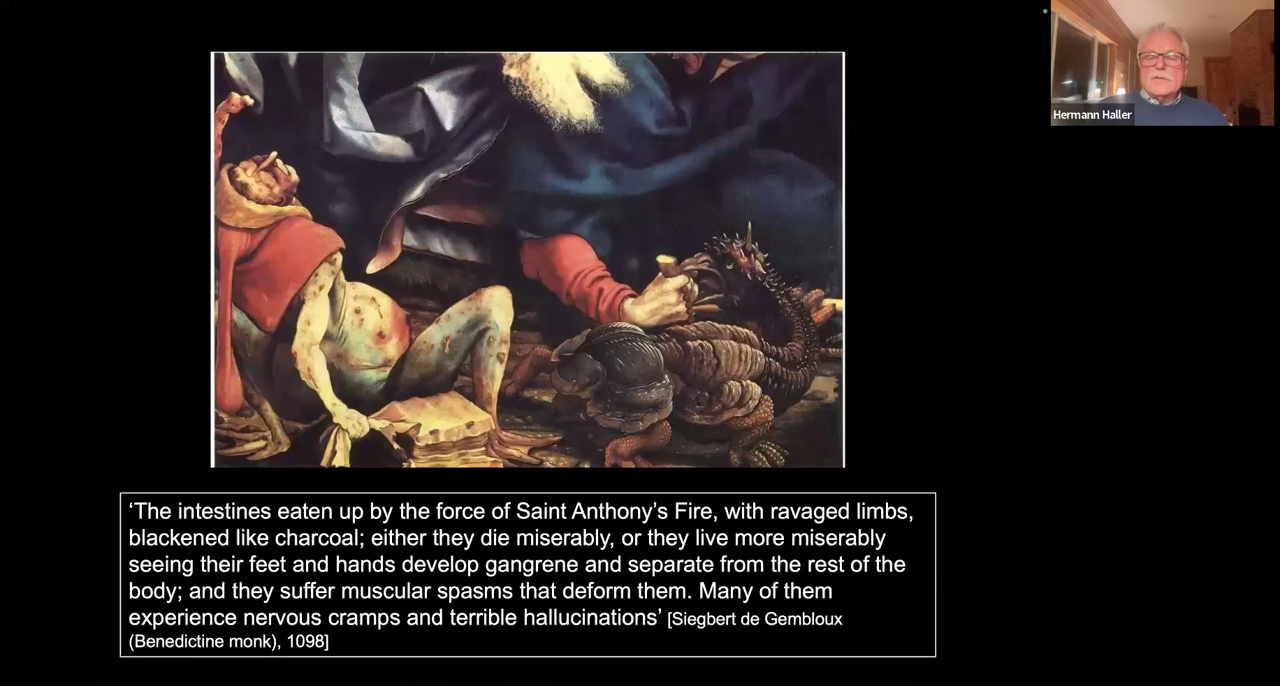 Hermann Haller
‘The intestines eaten up by the force of Saint Anthony’s Fire, with ravaged limbs,
blackened like charcoal; either they die miserably, or they live more miserably
seeing their feet and hands develop gangrene and separate from the rest of the
body; and they suffer muscular spasms that deform them. Many of them
experience nervous cramps and terrible hallucinations’ [Siegbert de Gembloux
(Benedictine monk), 1098]